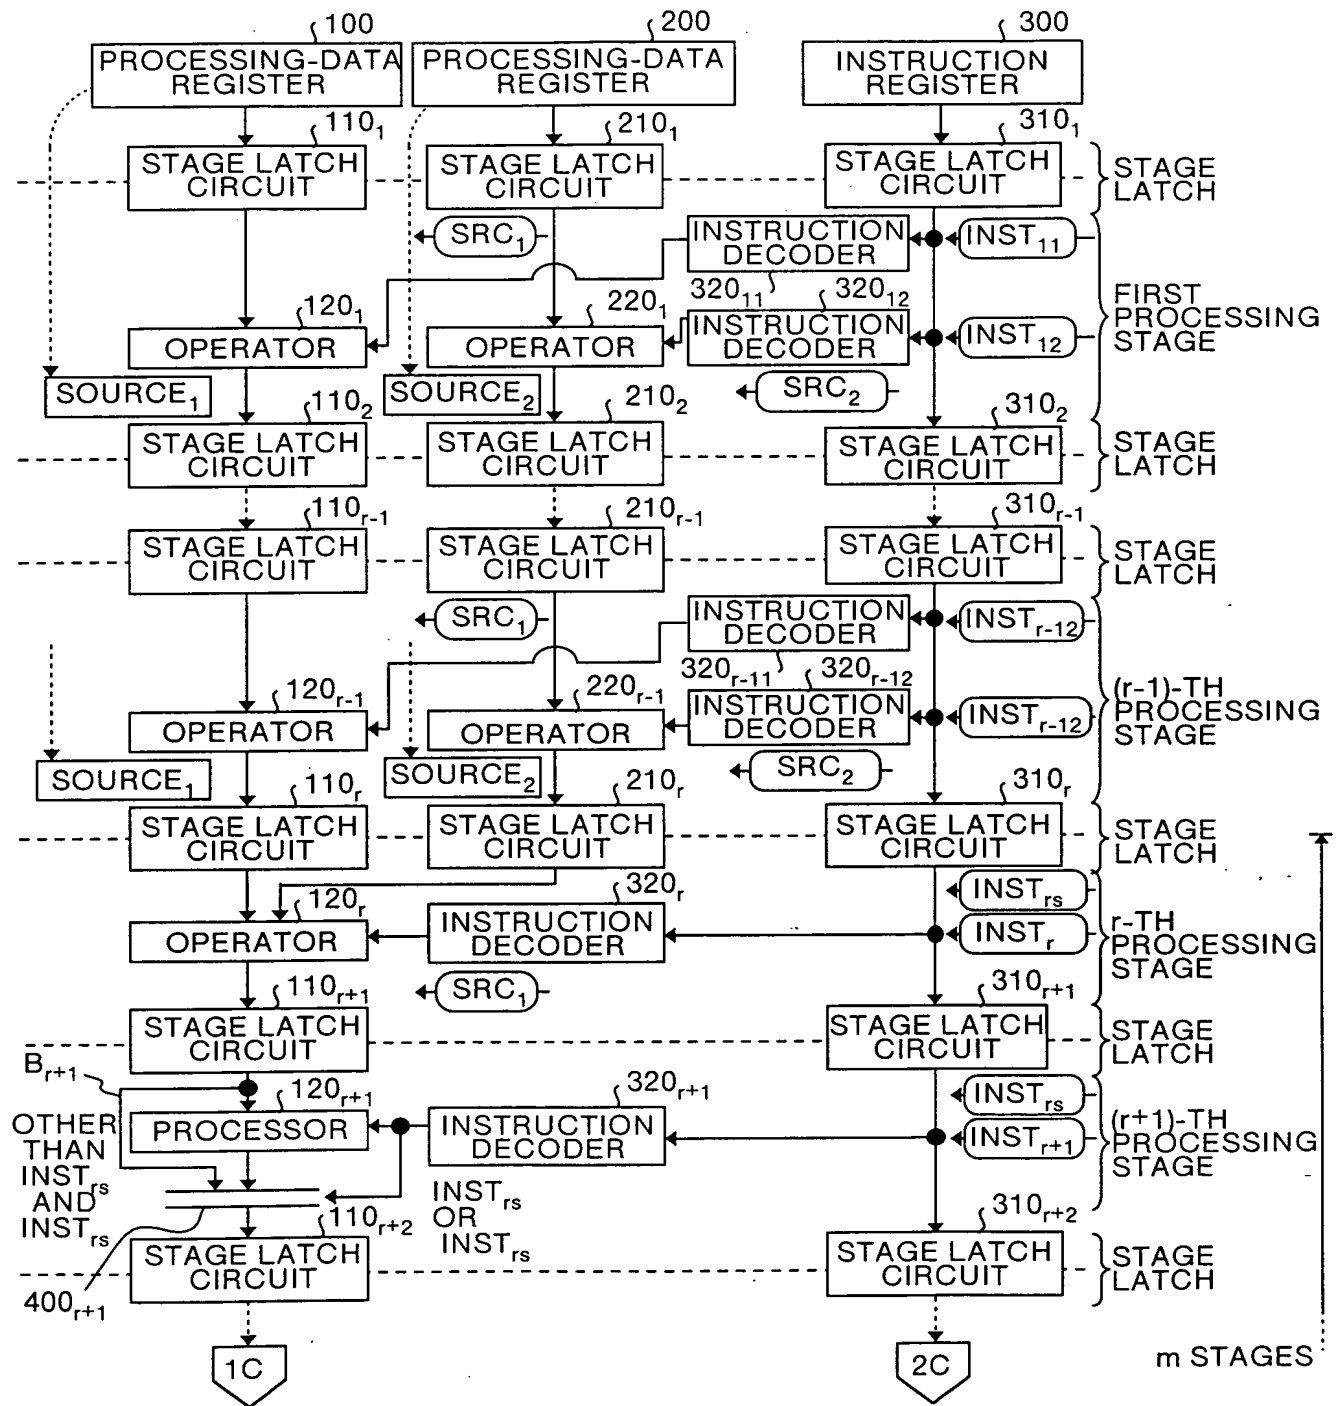 100
200
300
PROCESSING-DATA
REGISTER
PROCESSING-DATA
REGISTER
INSTRUCTION
REGISTER
110₁
210₁
310₁
STAGE LATCH
CIRCUIT
STAGE LATCH
CIRCUIT
STAGE LATCH
CIRCUIT
STAGE
LATCH
SRC₁
INSTRUCTION
DECODER
INST₁₁
320₁₁
320₁₂
FIRST
PROCESSING
STAGE
120₁
220₁
OPERATOR
OPERATOR
INSTRUCTION
DECODER
INST₁₂
SOURCE₁
SOURCE₂
SRC₂
110₂
210₂
310₂
STAGE LATCH
CIRCUIT
STAGE LATCH
CIRCUIT
STAGE LATCH
CIRCUIT
STAGE
LATCH
110r-1
210r-1
310r-1
STAGE LATCH
CIRCUIT
STAGE LATCH
CIRCUIT
STAGE LATCH
CIRCUIT
STAGE
LATCH
SRC₁
INSTRUCTION
DECODER
INSTr-12
320r-11
320r-12
(r-1)-TH
PROCESSING
STAGE
120r-1
220r-1
OPERATOR
OPERATOR
INSTRUCTION
DECODER
INSTr-12
SOURCE₁
SOURCE₂
SRC₂
110r
210r
310r
STAGE LATCH
CIRCUIT
STAGE LATCH
CIRCUIT
STAGE LATCH
CIRCUIT
STAGE
LATCH
INSTrs
120r
320r
OPERATOR
INSTRUCTION
DECODER
INSTr
r-TH
PROCESSING
STAGE
SRC₁
110r+1
310r+1
STAGE LATCH
CIRCUIT
STAGE LATCH
CIRCUIT
STAGE
LATCH
Br+1
120r+1
320r+1
INSTrs
PROCESSOR
INSTRUCTION
DECODER
INSTr+1
(r+1)-TH
PROCESSING
STAGE
OTHER
THAN
INSTrs
AND
INSTrs
INSTrs
OR
INSTrs
110r+2
310r+2
STAGE LATCH
CIRCUIT
STAGE LATCH
CIRCUIT
STAGE
LATCH
400r+1
1C
2C
m STAGES